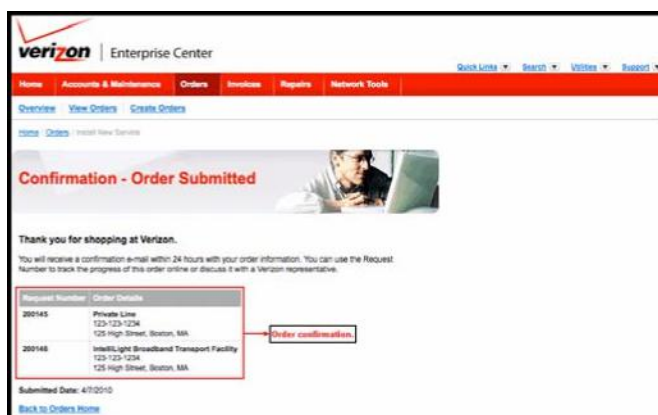 verizon | Enterprise Center
Quick Links Search Utilities Support
Home Accounts & Maintenance Orders Invoices Repairs Network Tools
Overview View Orders Create Orders
Home / Orders / Install New Service
Confirmation - Order Submitted
Thank you for shopping at Verizon.
You will receive a confirmation e-mail within 24 hours with your order information. You can use the Request
Number to track the progress of this order online or discuss it with a Verizon representative.
Request Number Order Details
200145 Private Line
123-123-1234
125 High Street, Boston, MA
Order confirmation.
200146 IntelliLight Broadband Transport Facility
123-123-1234
125 High Street, Boston, MA
Submitted Date: 4/7/2010
Back to Orders Home